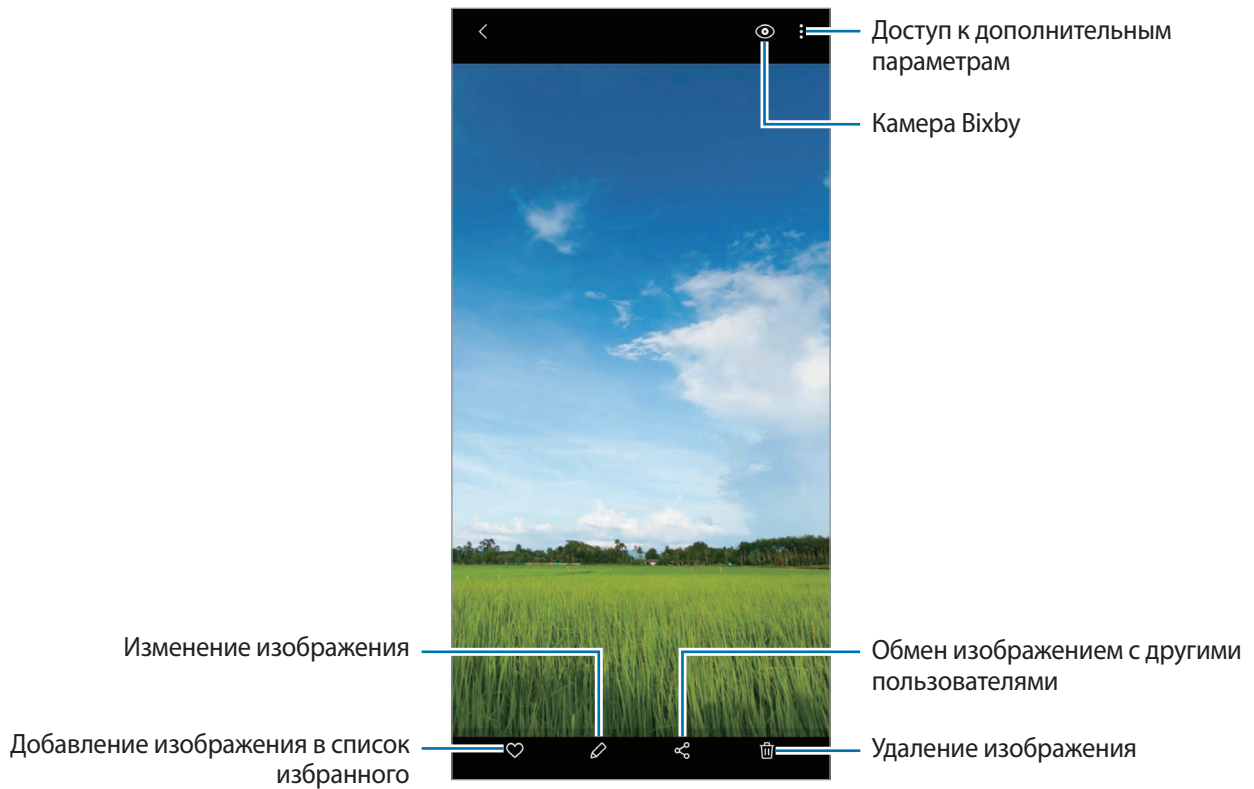 Доступ к дополнительным
параметрам
Камера Bixby
Изменение изображения
Обмен изображением с другими
пользователями
Добавление изображения в список
избранного
Удаление изображения